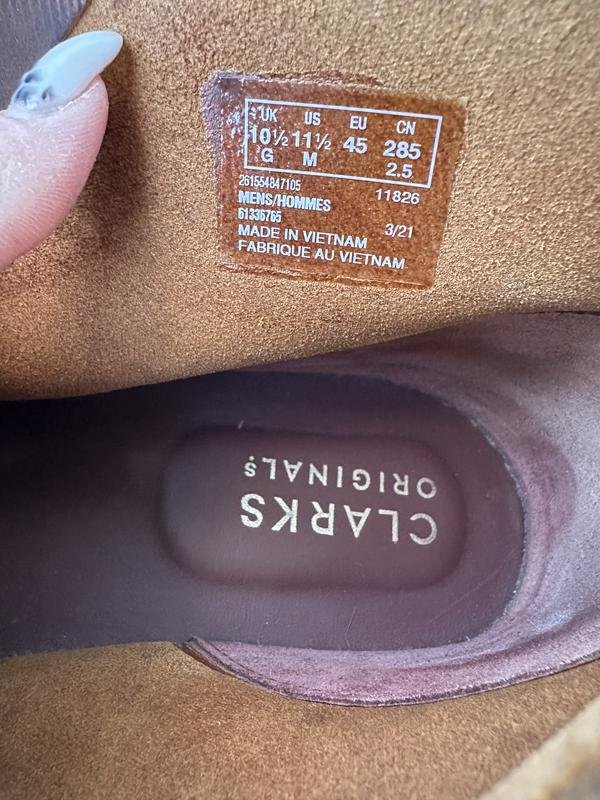 UK US EU CN
10½ 11½ 45 285
G M 2.5
261554847105 11826
MENS/HOMMES
61336765 3/21
MADE IN VIETNAM
FABRIQUE AU VIETNAM
CLARKS
ORIGINALS